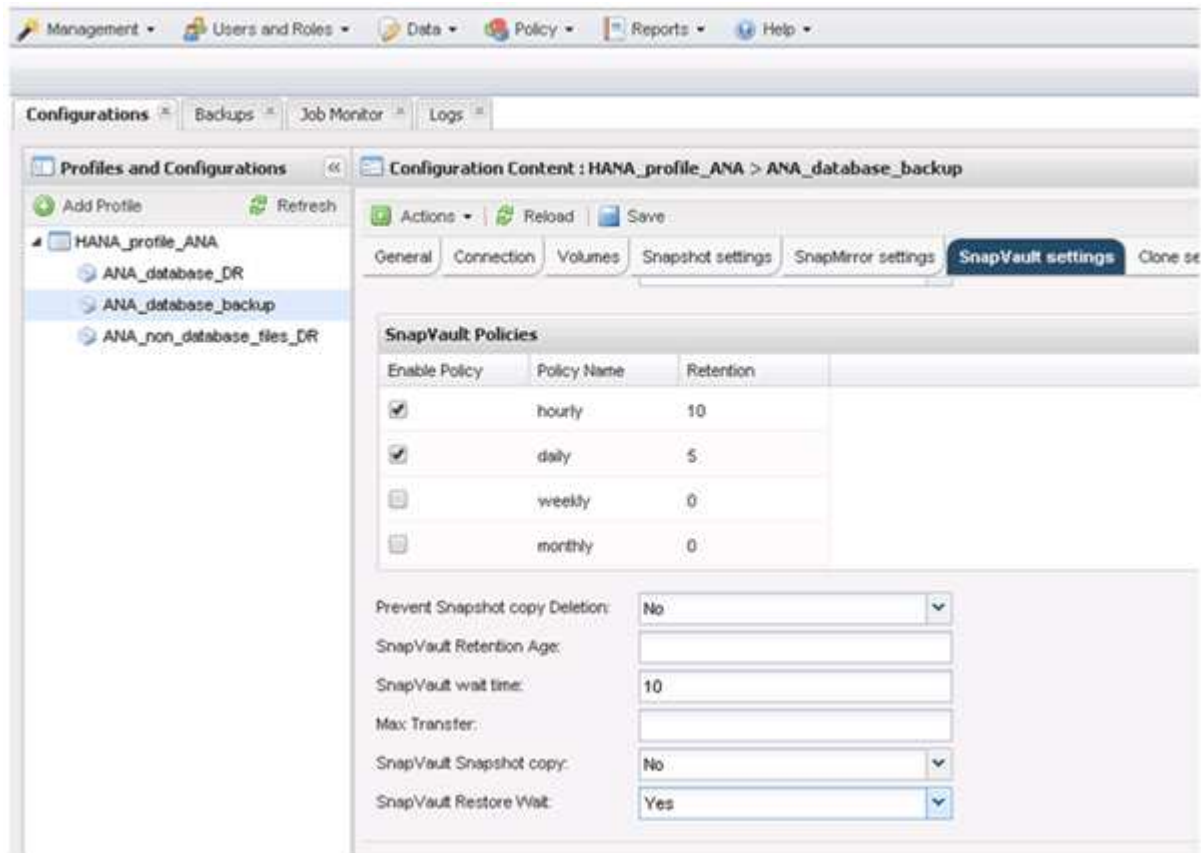 Management Users and Roles Data Policy Reports Help
Configurations Backups Job Monitor Logs
Profiles and Configurations
Add Profile Refresh
HANA_profile_ANA
ANA_database_DR
ANA_database_backup
ANA_non_database_files_DR
Configuration Content : HANA_profile_ANA > ANA_database_backup
Actions Reload Save
General Connection Volumes Snapshot settings SnapMirror settings SnapVault settings Clone se
SnapVault Policies
Enable Policy Policy Name Retention
hourly 10
daily 5
weekly 0
monthly 0
Prevent Snapshot copy Deletion: No
SnapVault Retention Age:
SnapVault wait time: 10
Max Transfer:
SnapVault Snapshot copy: No
SnapVault Restore Wait: Yes